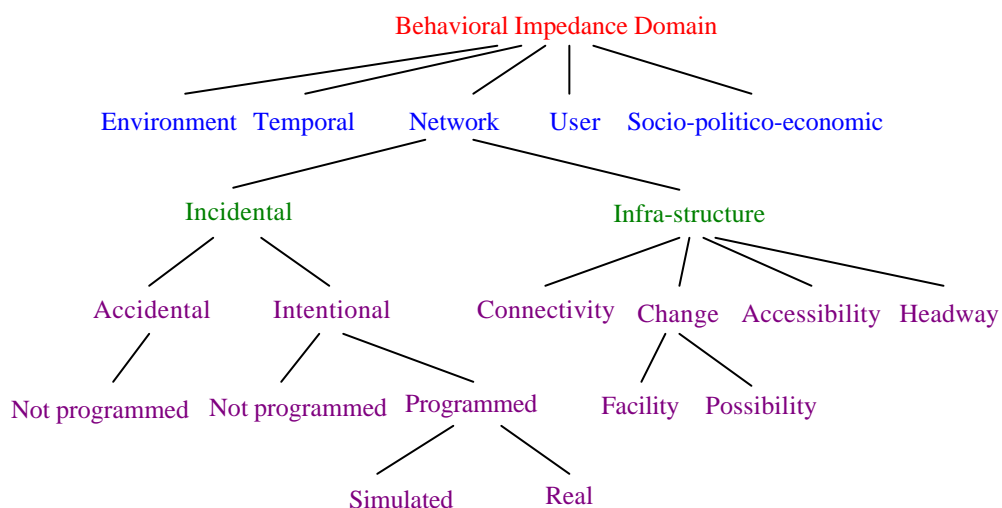 Behavioral Impedance Domain
Environment Temporal Network User Socio-politico-economic
Incidental Infra-structure
Accidental Intentional Connectivity Change Accessibility Headway
Not programmed Not programmed Programmed Facility Possibility
Simulated Real